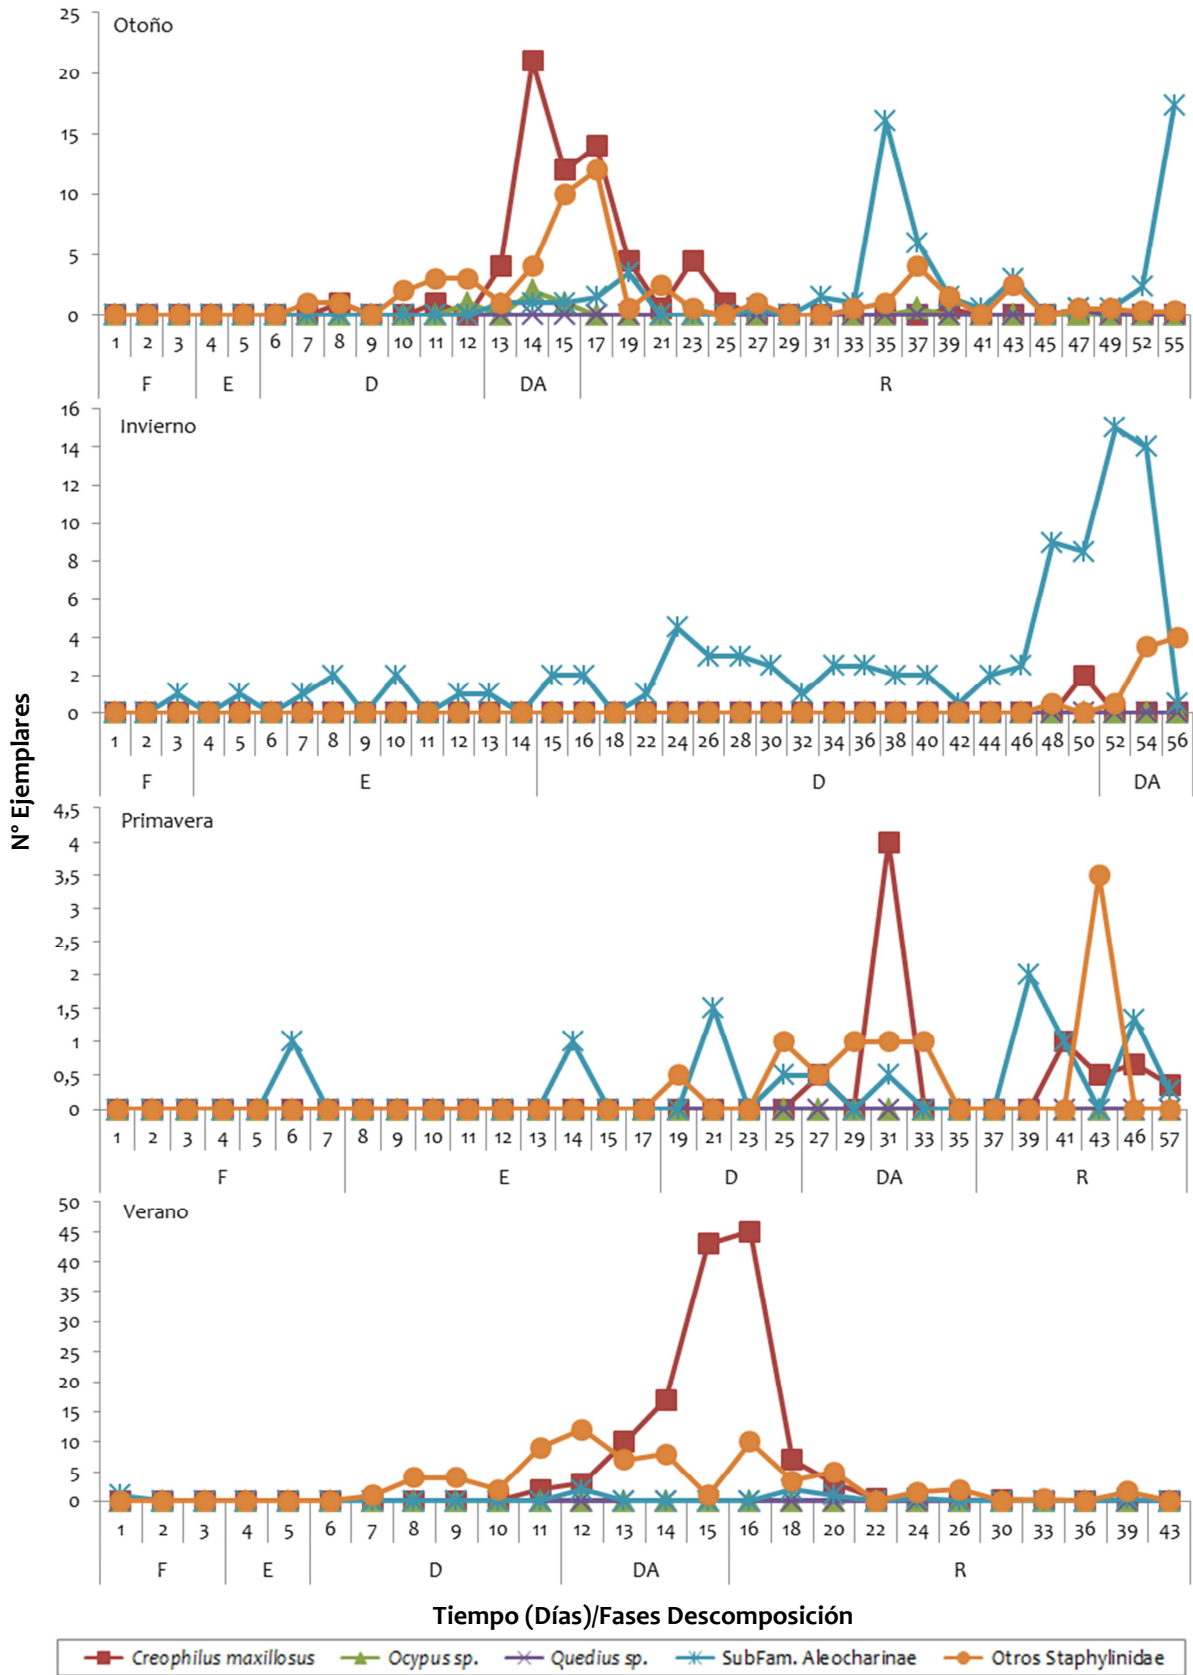 Otoño
25
20
15
10
5
0
1 2 3 4 5 6 7 8 9 10 11 12 13 14 15 17 19 21 23 25 27 29 31 33 35 37 39 41 43 45 47 49 52 55
F E D DA R
Invierno
16
14
12
10
8
6
4
2
0
1 2 3 4 5 6 7 8 9 10 11 12 13 14 15 16 18 22 24 26 28 30 32 34 36 38 40 42 44 46 48 50 52 54 56
F E D DA
N° Ejemplares
Primavera
4,5
4
3,5
3
2,5
2
1,5
1
0,5
0
1 2 3 4 5 6 7 8 9 10 11 12 13 14 15 17 19 21 23 25 27 29 31 33 35 37 39 41 43 46 57
F E D DA R
Verano
50
45
40
35
30
25
20
15
10
5
0
1 2 3 4 5 6 7 8 9 10 11 12 13 14 15 16 18 20 22 24 26 30 33 36 39 43
F E D DA R
Tiempo (Días)/Fases Descomposición
Creophilus maxillosus Ocypus sp. Quedius sp. SubFam. Aleocharinae Otros Staphylinidae